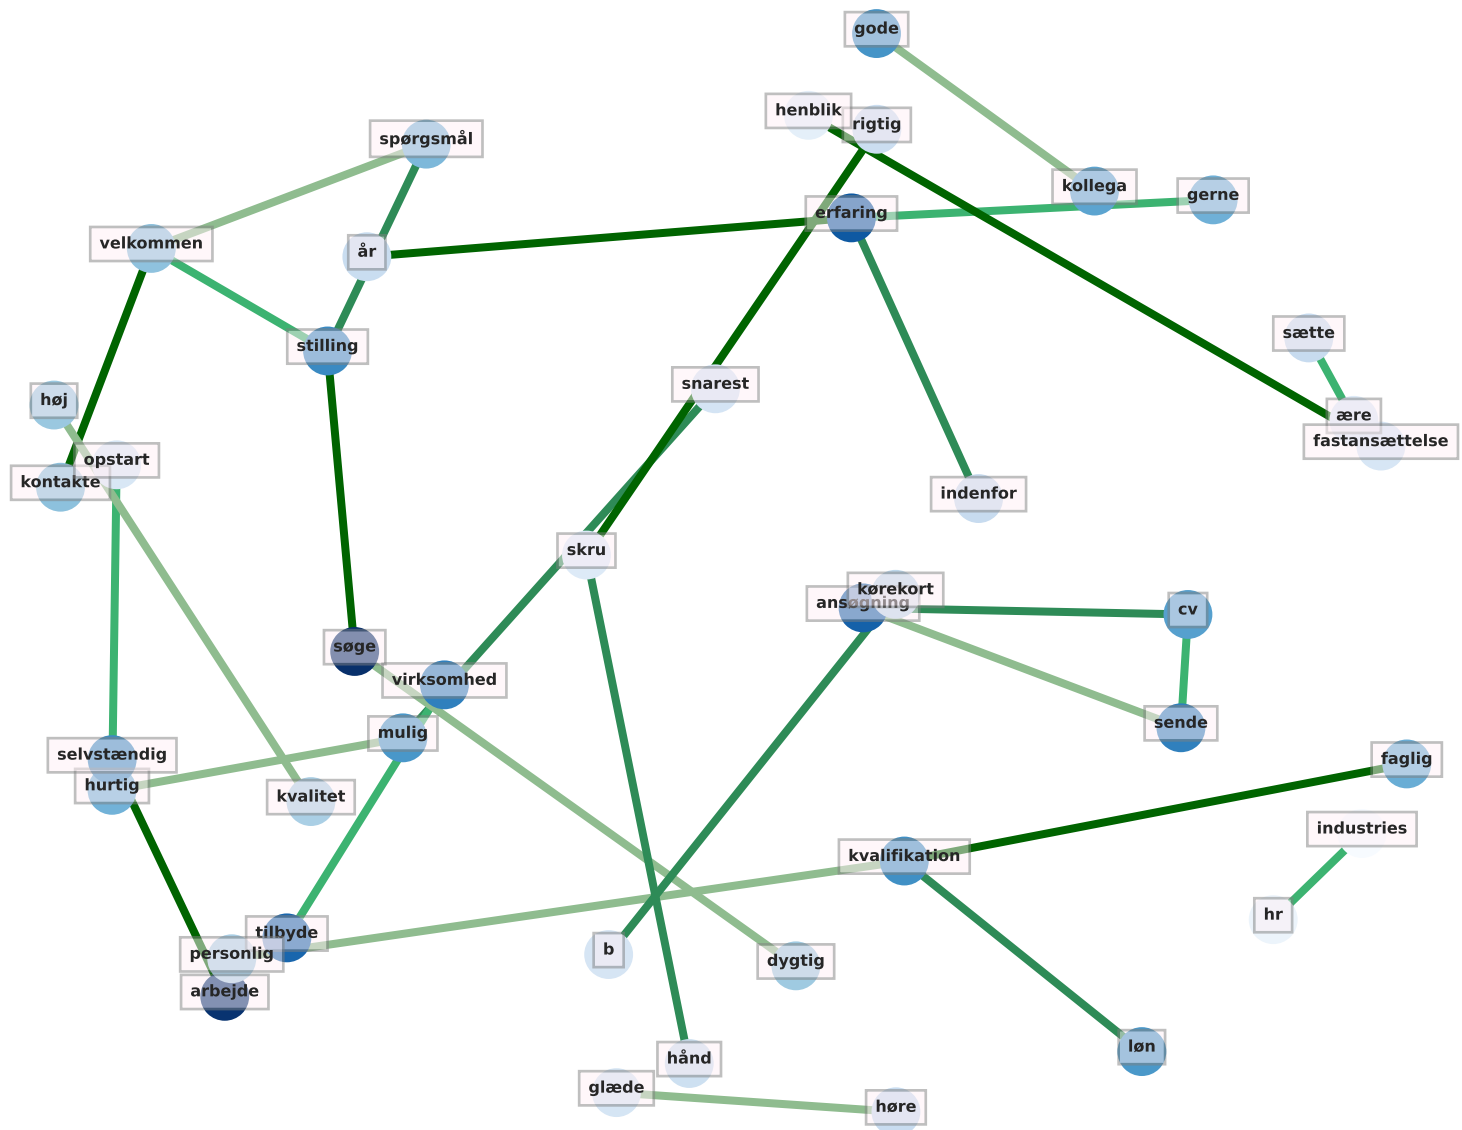 gode
henblik
rigtig
spørgsmål
kollega
gerne
erfaring
velkommen
år
sætte
stilling
snarest
høj
ære
fastansættelse
opstart
kontakte
indenfor
skru
kørekort
ansøgning
cv
søge
virksomhed
sende
mulig
selvstændig
faglig
hurtig
kvalitet
industries
kvalifikation
hr
tilbyde
b
personlig
dygtig
arbejde
løn
hånd
glæde
høre